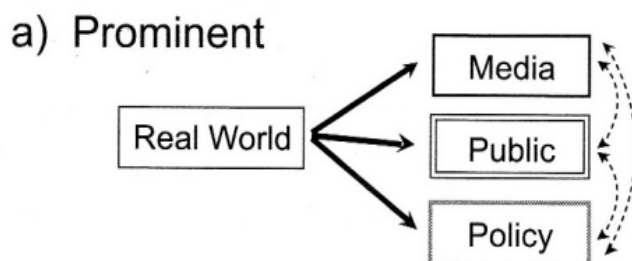 a) Prominent
Media
Real World
Public
Policy